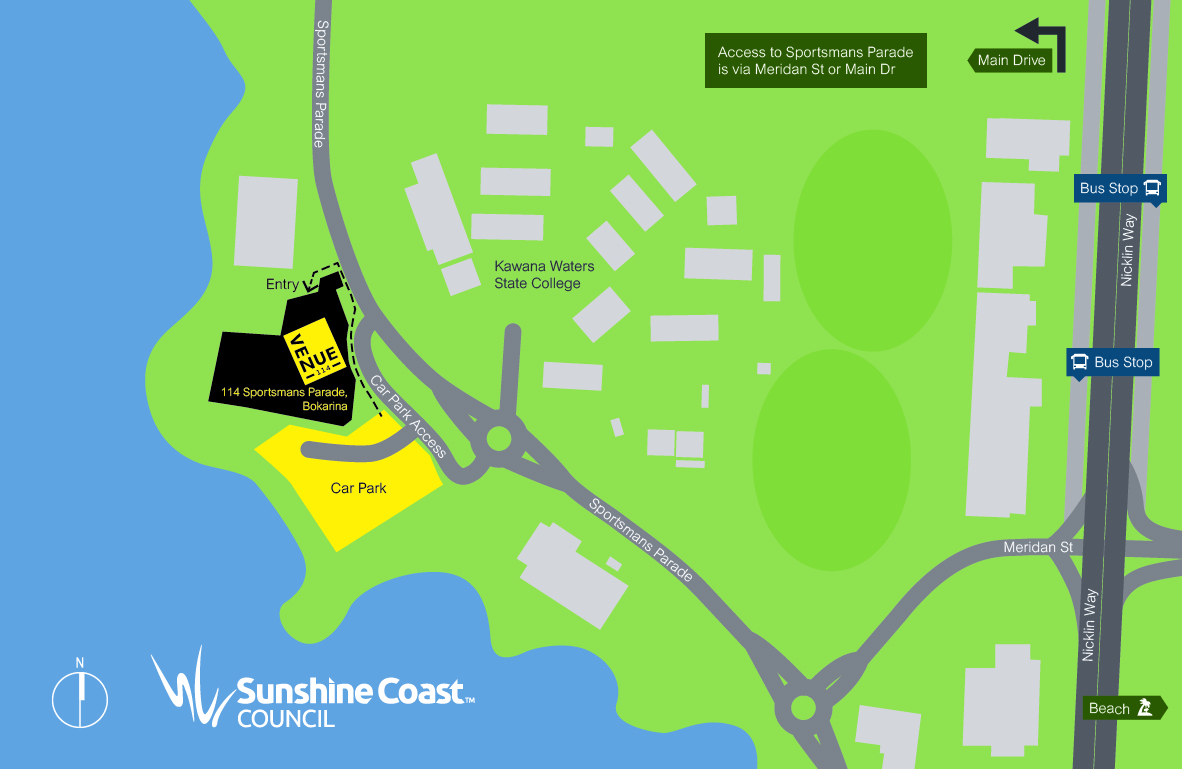 Sportsmans Parade
Access to Sportsmans Parade
is via Meridan St or Main Dr
Main Drive
Bus Stop
Nicklin Way
Kawana Waters
State College
Entry
VENUE
114
114 Sportsmans Parade,
Bokarina
Bus Stop
Car Park Access
Car Park
Sportsmans Parade
Meridan St
Nicklin Way
N
Sunshine Coast™
COUNCIL
Beach